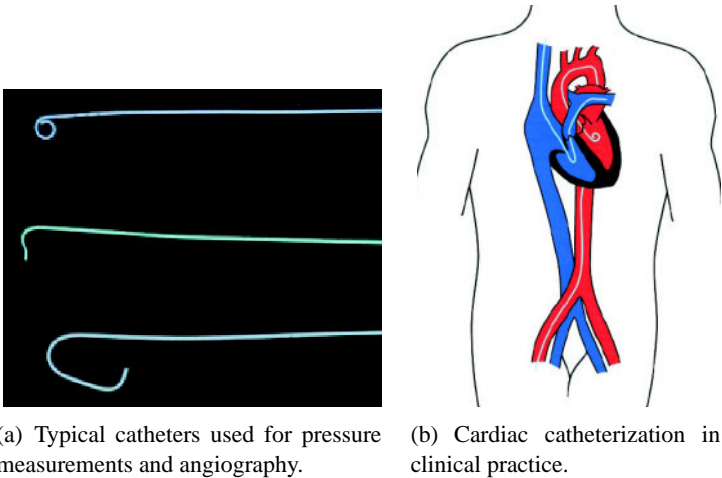 (a) Typical catheters used for pressure
measurements and angiography.
(b) Cardiac catheterization in
clinical practice.